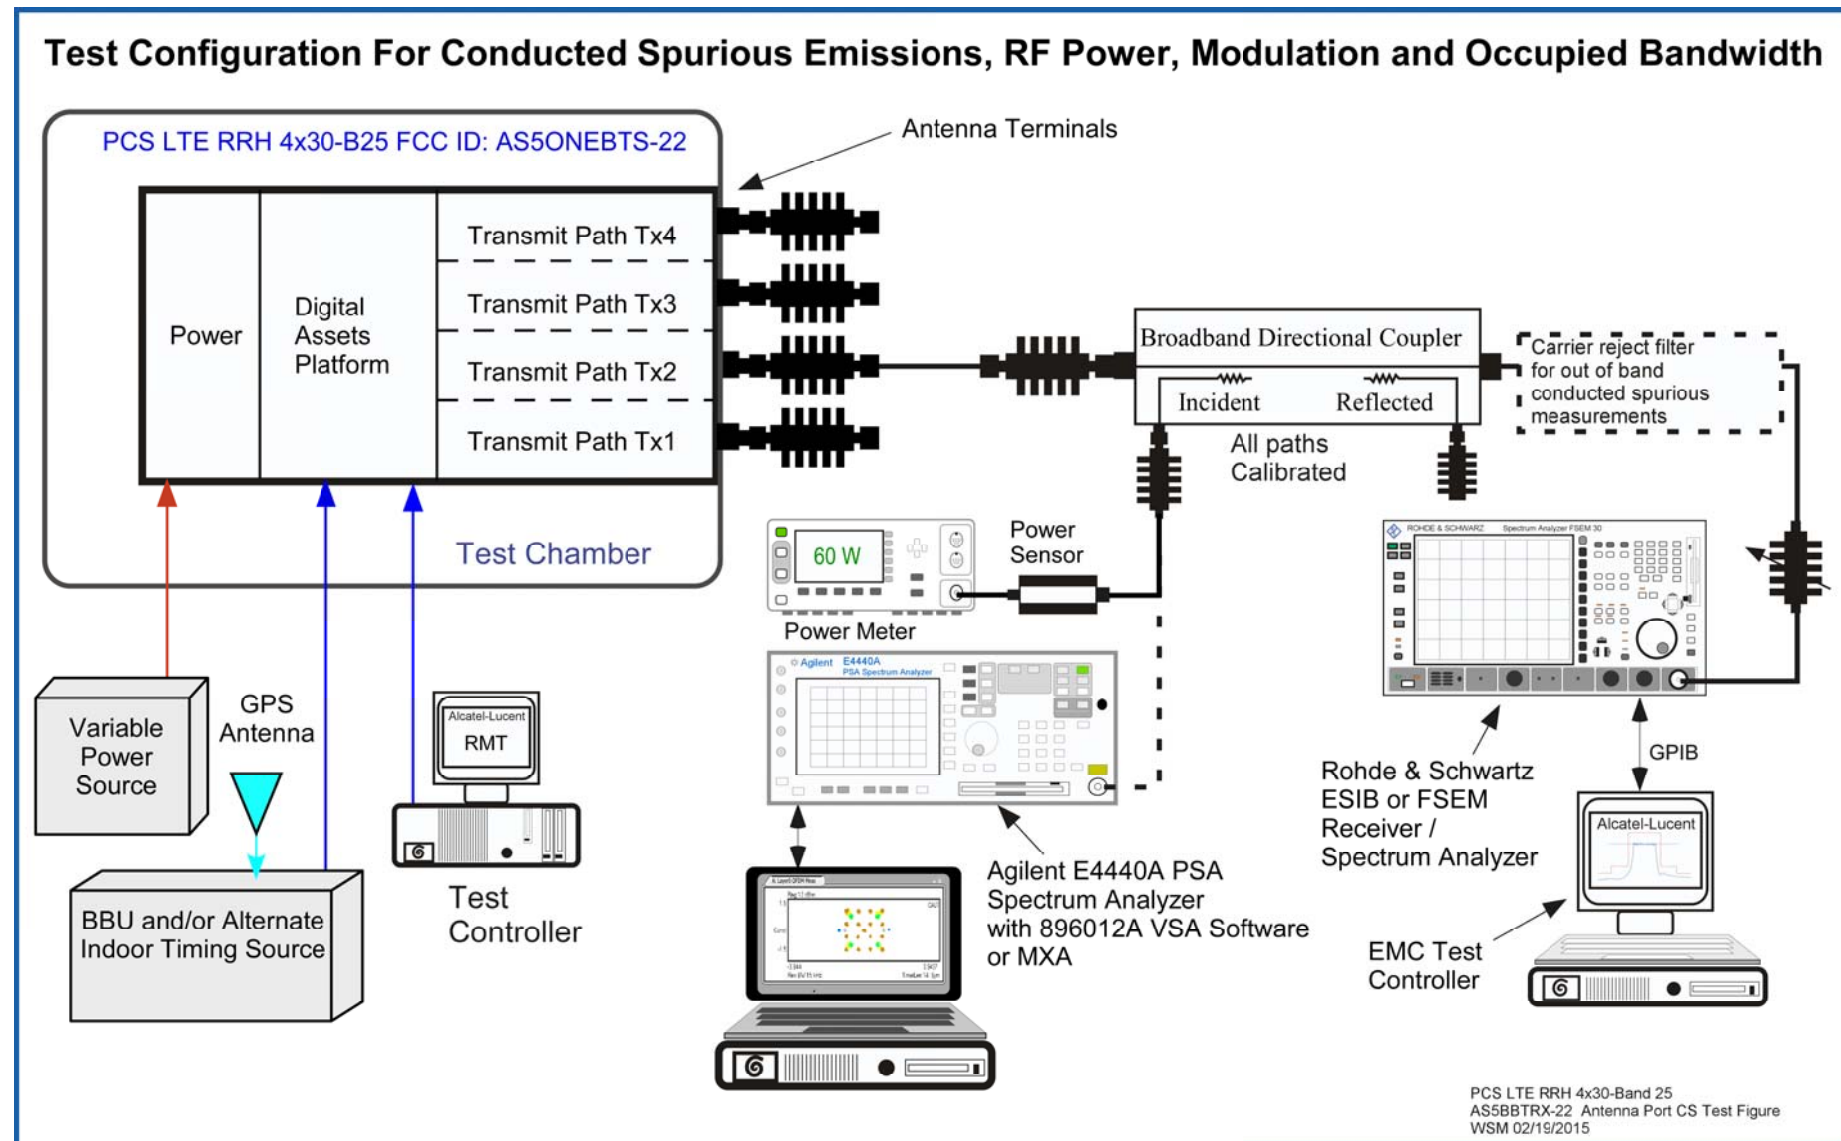 Test Configuration For Conducted Spurious Emissions, RF Power, Modulation and Occupied Bandwidth
PCS LTE RRH 4x30-B25 FCC ID: AS5ONEBTS-22
Antenna Terminals
Power
Digital
Assets
Platform
Transmit Path Tx4
Transmit Path Tx3
Transmit Path Tx2
Transmit Path Tx1
Test Chamber
Broadband Directional Coupler
Incident
Reflected
All paths
Calibrated
Carrier reject filter
for out of band
conducted spurious
measurements
60 W
Power
Sensor
Power Meter
ROHDE & SCHWARZ Spectrum Analyzer FSEM 30
Agilent E4440A
PSA Spectrum Analyzer
Variable
Power
Source
GPS
Antenna
Alcatel-Lucent
RMT
Test
Controller
BBU and/or Alternate
Indoor Timing Source
Agilent E4440A PSA
Spectrum Analyzer
with 896012A VSA Software
or MXA
Rohde & Schwartz
ESIB or FSEM
Receiver /
Spectrum Analyzer
GPIB
Alcatel-Lucent
EMC Test
Controller
PCS LTE RRH 4x30-Band 25
AS5BBTRX-22 Antenna Port CS Test Figure
WSM 02/19/2015